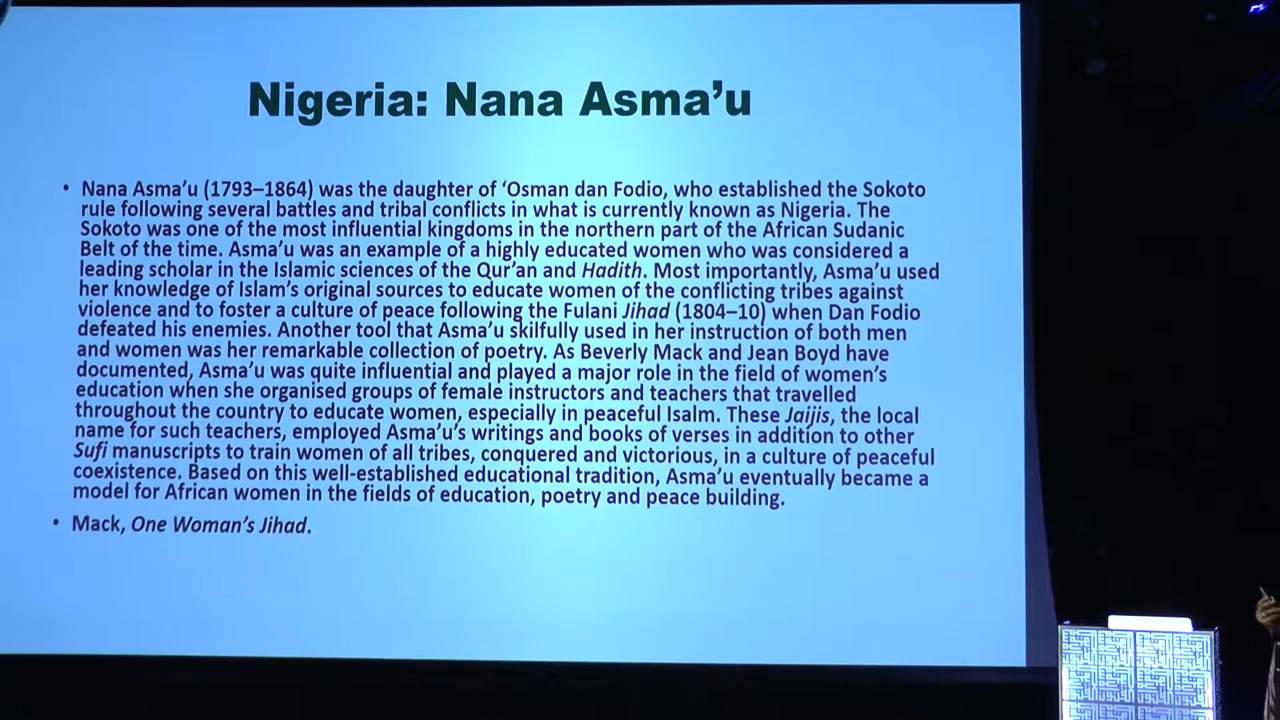 Nigeria: Nana Asma’u
• Nana Asma’u (1793–1864) was the daughter of ‘Osman dan Fodio, who established the Sokoto
rule following several battles and tribal conflicts in what is currently known as Nigeria. The
Sokoto was one of the most influential kingdoms in the northern part of the African Sudanic
Belt of the time. Asma’u was an example of a highly educated women who was considered a
leading scholar in the Islamic sciences of the Qur’an and Hadith. Most importantly, Asma’u used
her knowledge of Islam’s original sources to educate women of the conflicting tribes against
violence and to foster a culture of peace following the Fulani Jihad (1804–10) when Dan Fodio
defeated his enemies. Another tool that Asma’u skilfully used in her instruction of both men
and women was her remarkable collection of poetry. As Beverly Mack and Jean Boyd have
documented, Asma’u was quite influential and played a major role in the field of women’s
education when she organised groups of female instructors and teachers that travelled
throughout the country to educate women, especially in peaceful Isalm. These Jaijis, the local
name for such teachers, employed Asma’u’s writings and books of verses in addition to other
Sufi manuscripts to train women of all tribes, conquered and victorious, in a culture of peaceful
coexistence. Based on this well-established educational tradition, Asma’u eventually became a
model for African women in the fields of education, poetry and peace building.
• Mack, One Woman’s Jihad.